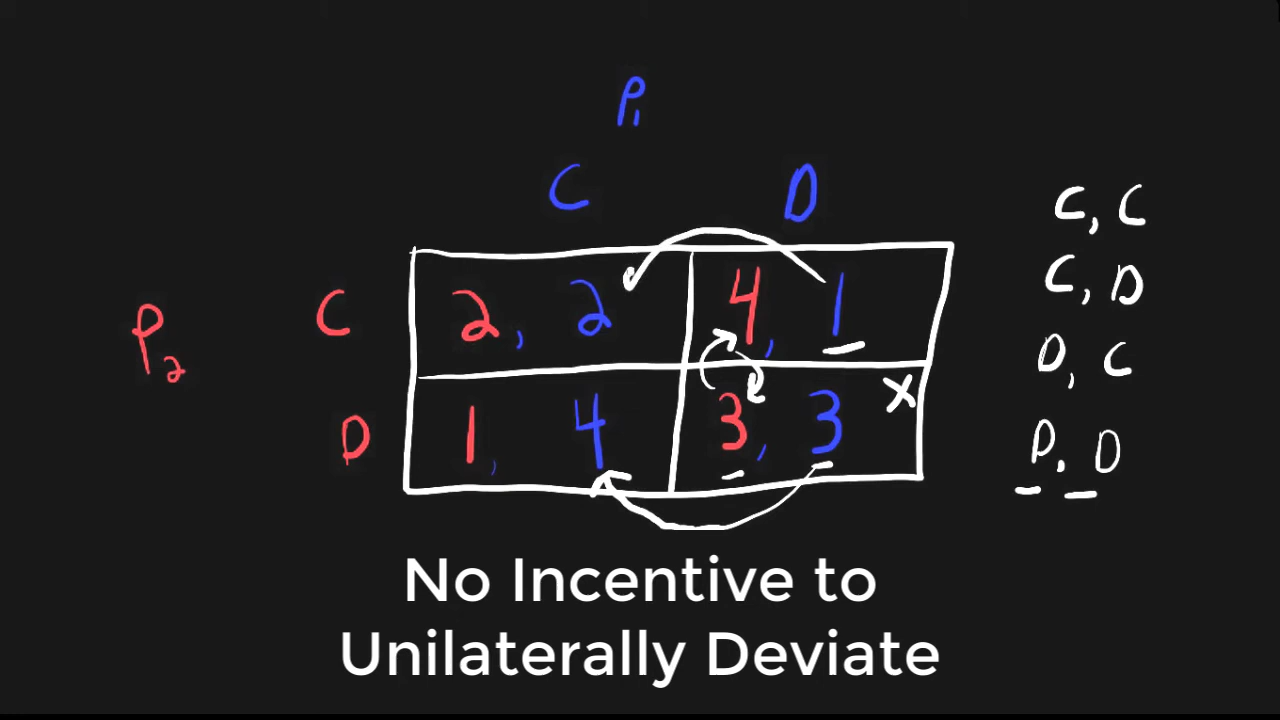 P1
C D
C, C
C, D
P2 C 2, 2 4, 1
D, C
D 1, 4 3, 3 X
D, D
No Incentive to
Unilaterally Deviate